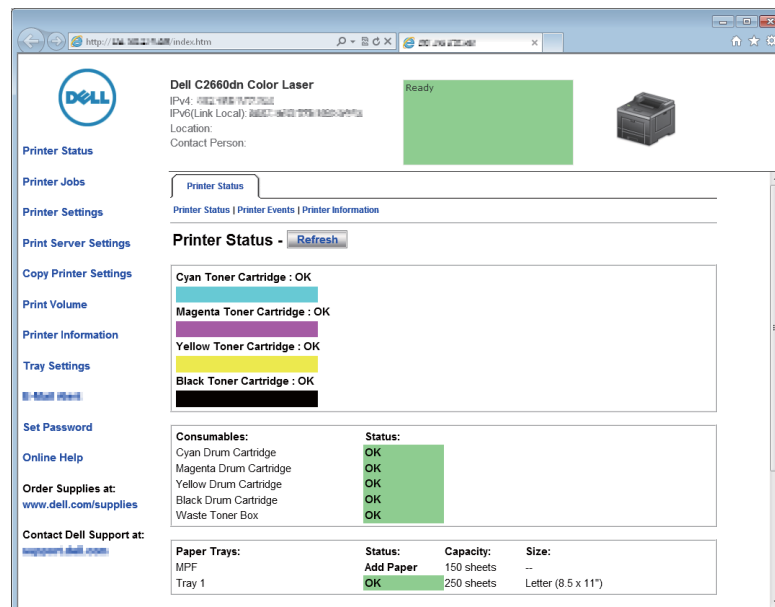 http://
/index.htm
DELL
Dell C2660dn Color Laser
IPv4:
IPv6(Link Local):
Location:
Contact Person:
Ready
Printer Status
Printer Jobs
Printer Settings
Print Server Settings
Copy Printer Settings
Print Volume
Printer Information
Tray Settings
E-Mail Alert
Set Password
Online Help
Order Supplies at:
www.dell.com/supplies
Contact Dell Support at:
support.dell.com
Printer Status
Printer Status | Printer Events | Printer Information
Printer Status - Refresh
Cyan Toner Cartridge : OK
Magenta Toner Cartridge : OK
Yellow Toner Cartridge : OK
Black Toner Cartridge : OK
Consumables: Status:
Cyan Drum Cartridge OK
Magenta Drum Cartridge OK
Yellow Drum Cartridge OK
Black Drum Cartridge OK
Waste Toner Box OK
Paper Trays: Status: Capacity: Size:
MPF Add Paper 150 sheets --
Tray 1 OK 250 sheets Letter (8.5 x 11")